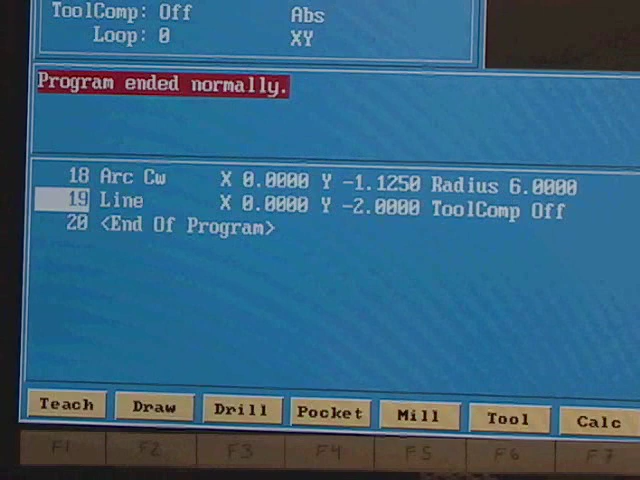 ToolComp: Off Abs
Loop: 0 XY
Program ended normally.
18 Arc Cw X 0.0000 Y -1.1250 Radius 6.0000
19 Line X 0.0000 Y -2.0000 ToolComp Off
20 <End Of Program>
Teach Draw Drill Pocket Mill Tool Calc
F1 F2 F3 F4 F5 F6 F7